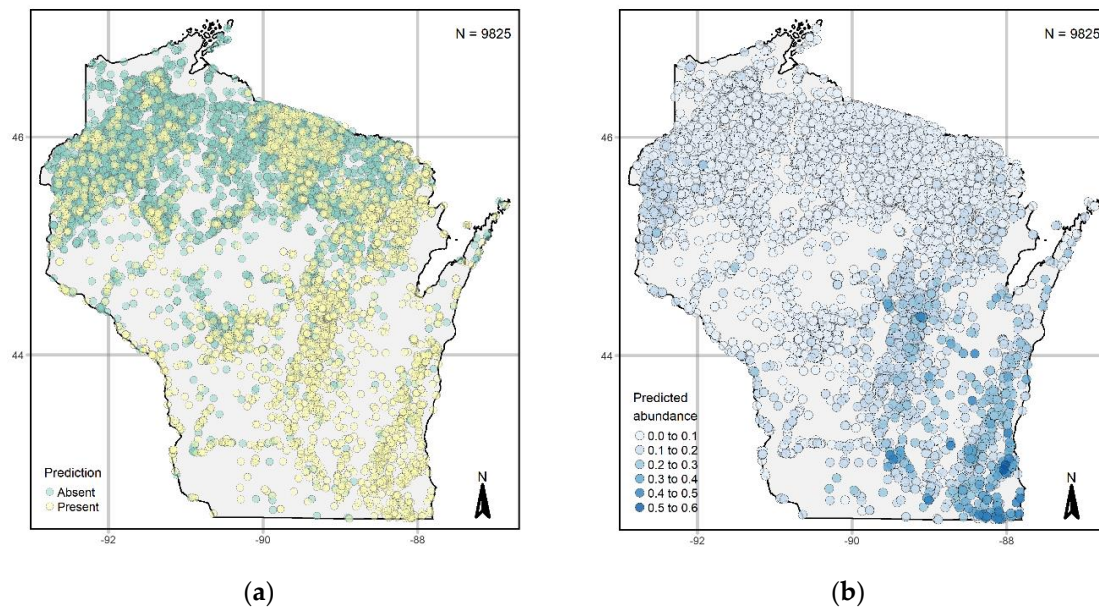 N = 9825
46
44
Prediction
Absent
Present
N
-92
-90
-88
(a)
N = 9825
46
44
Predicted
abundance
0.0 to 0.1
0.1 to 0.2
0.2 to 0.3
0.3 to 0.4
0.4 to 0.5
0.5 to 0.6
N
-92
-90
-88
(b)